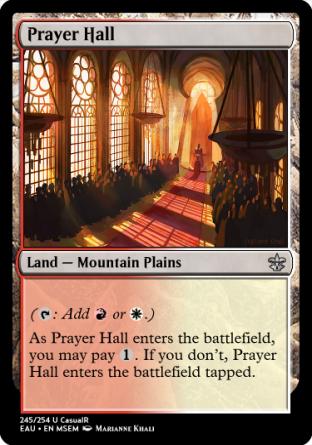 Prayer Hall
Land — Mountain Plains
( : Add or .)
As Prayer Hall enters the battlefield,
you may pay 1. If you don't, Prayer
Hall enters the battlefield tapped.
245/254 U CasualR
EAU • EN MSEM Marianne Khali